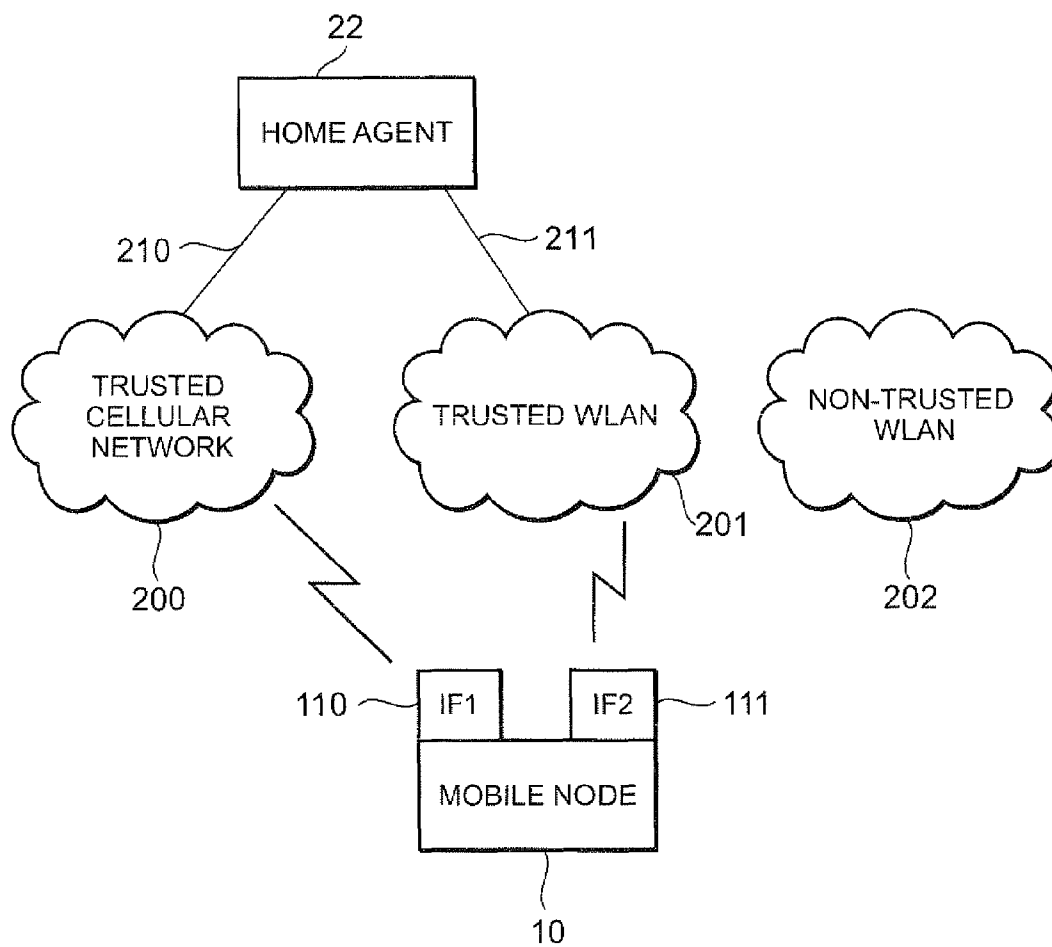 22
HOME AGENT
210
211
TRUSTED
CELLULAR
NETWORK
TRUSTED WLAN
NON-TRUSTED
WLAN
200
201
202
110
IF1
IF2
111
MOBILE NODE
10